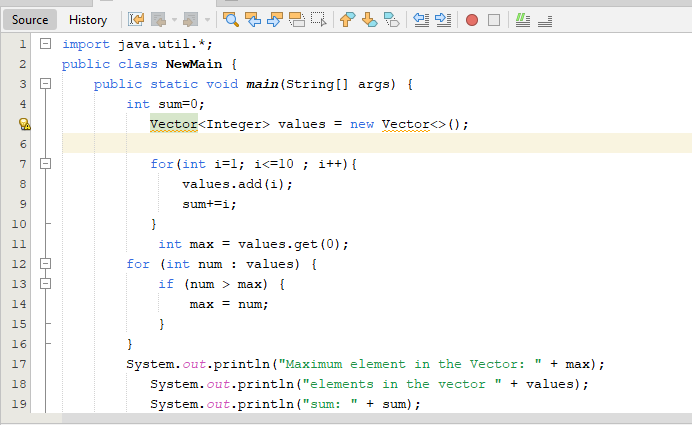 Source History
1 import java.util.*;
2 public class NewMain {
3 public static void main(String[] args) {
4 int sum=0;
Vector<Integer> values = new Vector<>();
6
7 for(int i=1; i<=10 ; i++){
8 values.add(i);
9 sum+=i;
10 }
11 int max = values.get(0);
12 for (int num : values) {
13 if (num > max) {
14 max = num;
15 }
16 }
17 System.out.println("Maximum element in the Vector: " + max);
18 System.out.println("elements in the vector " + values);
19 System.out.println("sum: " + sum);